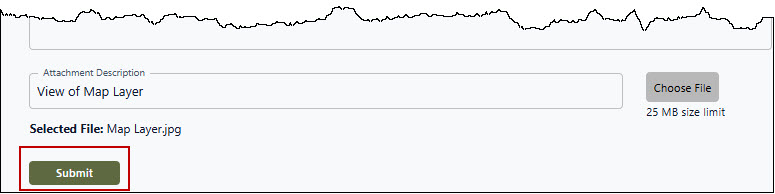 Attachment Description
View of Map Layer
Choose File
25 MB size limit
Selected File: Map Layer.jpg
Submit